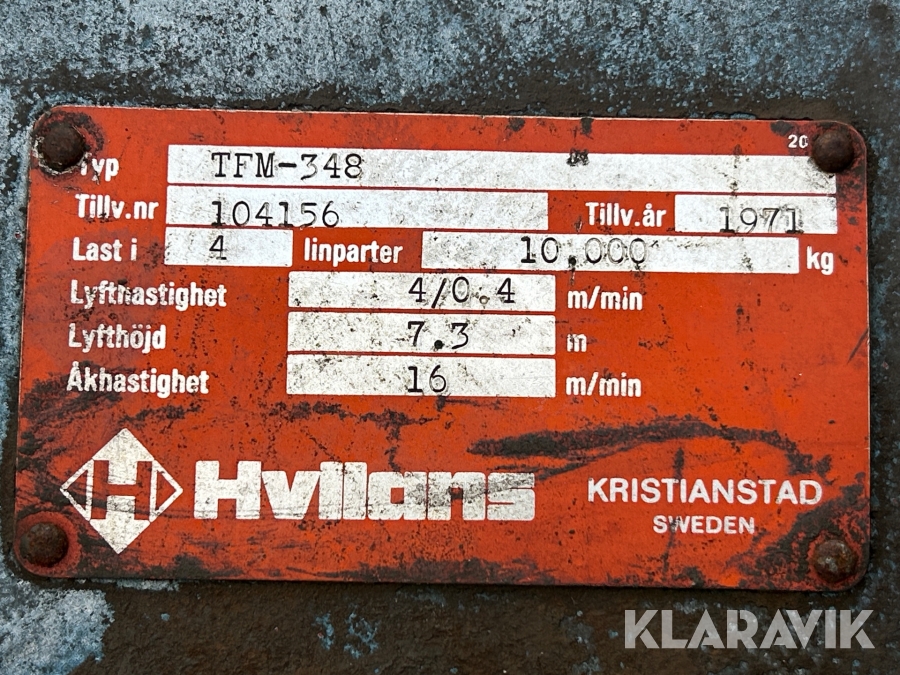 20
Typ TFM-348
Tillv.nr 104156 Tillv.år 1971
Last i 4 linparter 10.000 kg
Lyfthastighet 4/0.4 m/min
Lyfthöjd 7.3 m
Åkhastighet 16 m/min
H Hvilans KRISTIANSTAD
SWEDEN
KLARAVIK